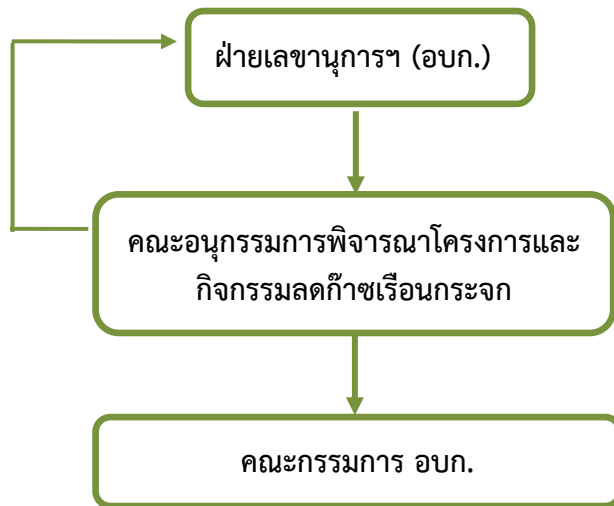 ฝ่ายเลขานุการฯ (อบก.)
คณะอนุกรรมการพิจารณาโครงการและ
กิจกรรมลดก๊าซเรือนกระจก
คณะกรรมการ อบก.